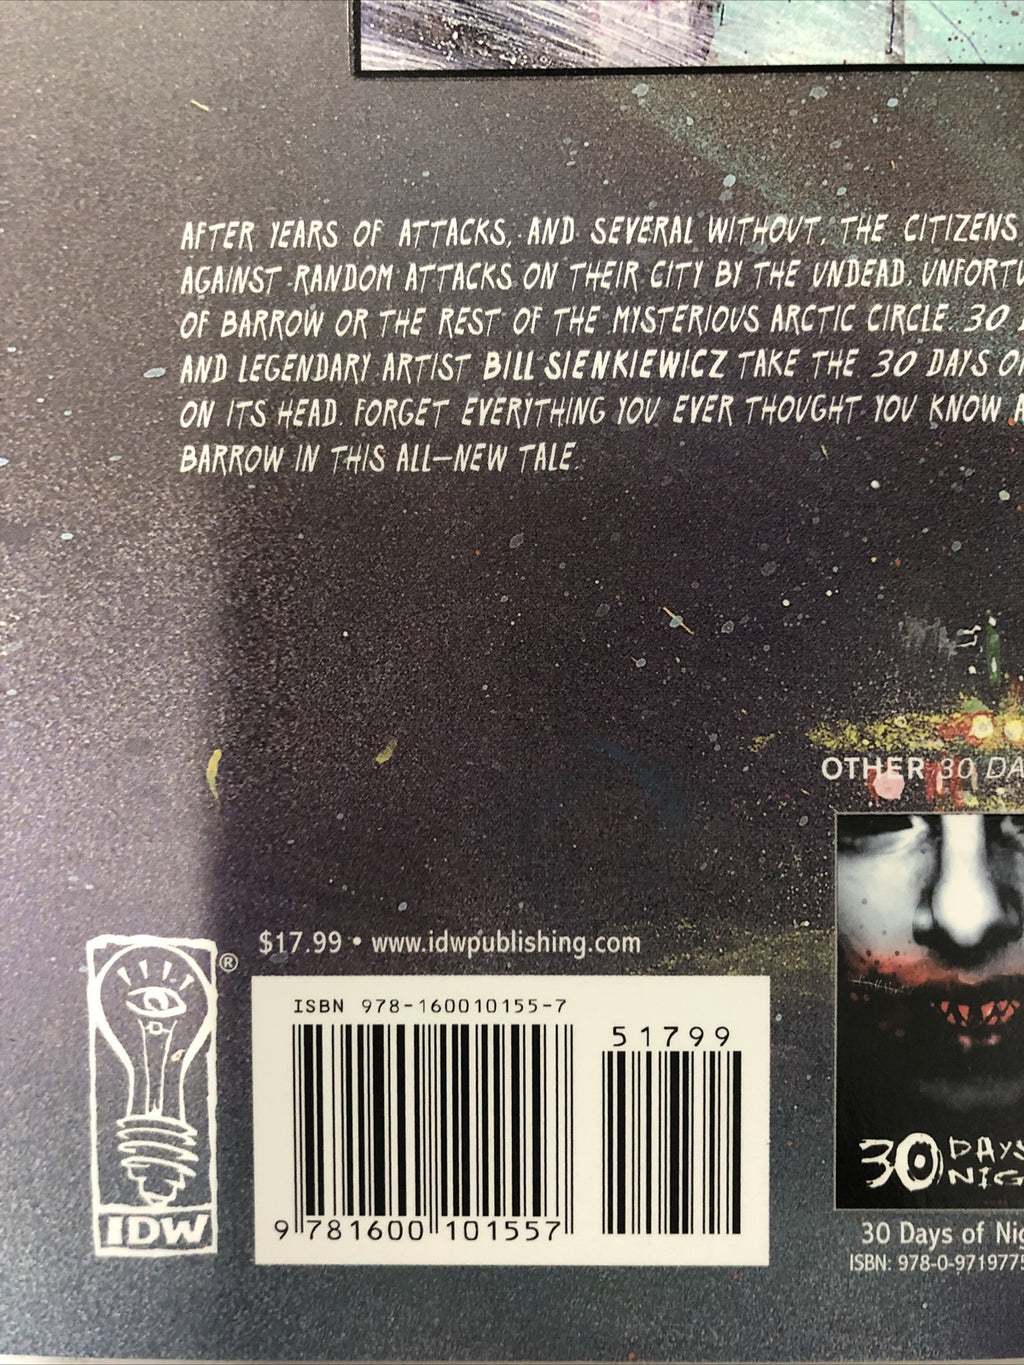 AFTER YEARS OF ATTACKS, AND SEVERAL WITHOUT, THE CITIZENS
AGAINST RANDOM ATTACKS ON THEIR CITY BY THE UNDEAD. UNFORTU
OF BARROW OR THE REST OF THE MYSTERIOUS ARCTIC CIRCLE. 30
AND LEGENDARY ARTIST BILL SIENKIEWICZ TAKE THE 30 DAYS OF
ON ITS HEAD. FORGET EVERYTHING YOU EVER THOUGHT YOU KNOW
BARROW IN THIS ALL-NEW TALE.
OTHER 30 DA
$17.99 • www.idwpublishing.com
®
ISBN 978-160010155-7
51799
9 781600 101557
IDW
30 DAYS
NIG
30 Days of Nig
ISBN: 978-0-971977